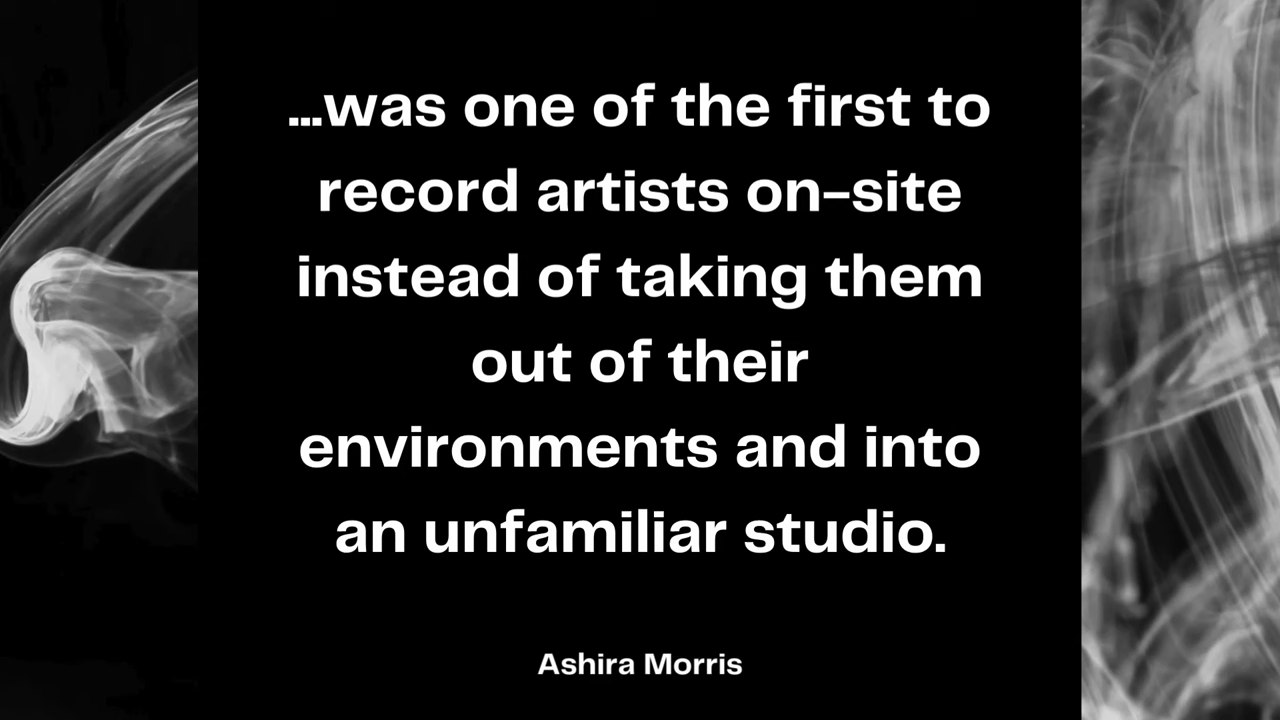 ...was one of the first to
record artists on-site
instead of taking them
out of their
environments and into
an unfamiliar studio.
Ashira Morris